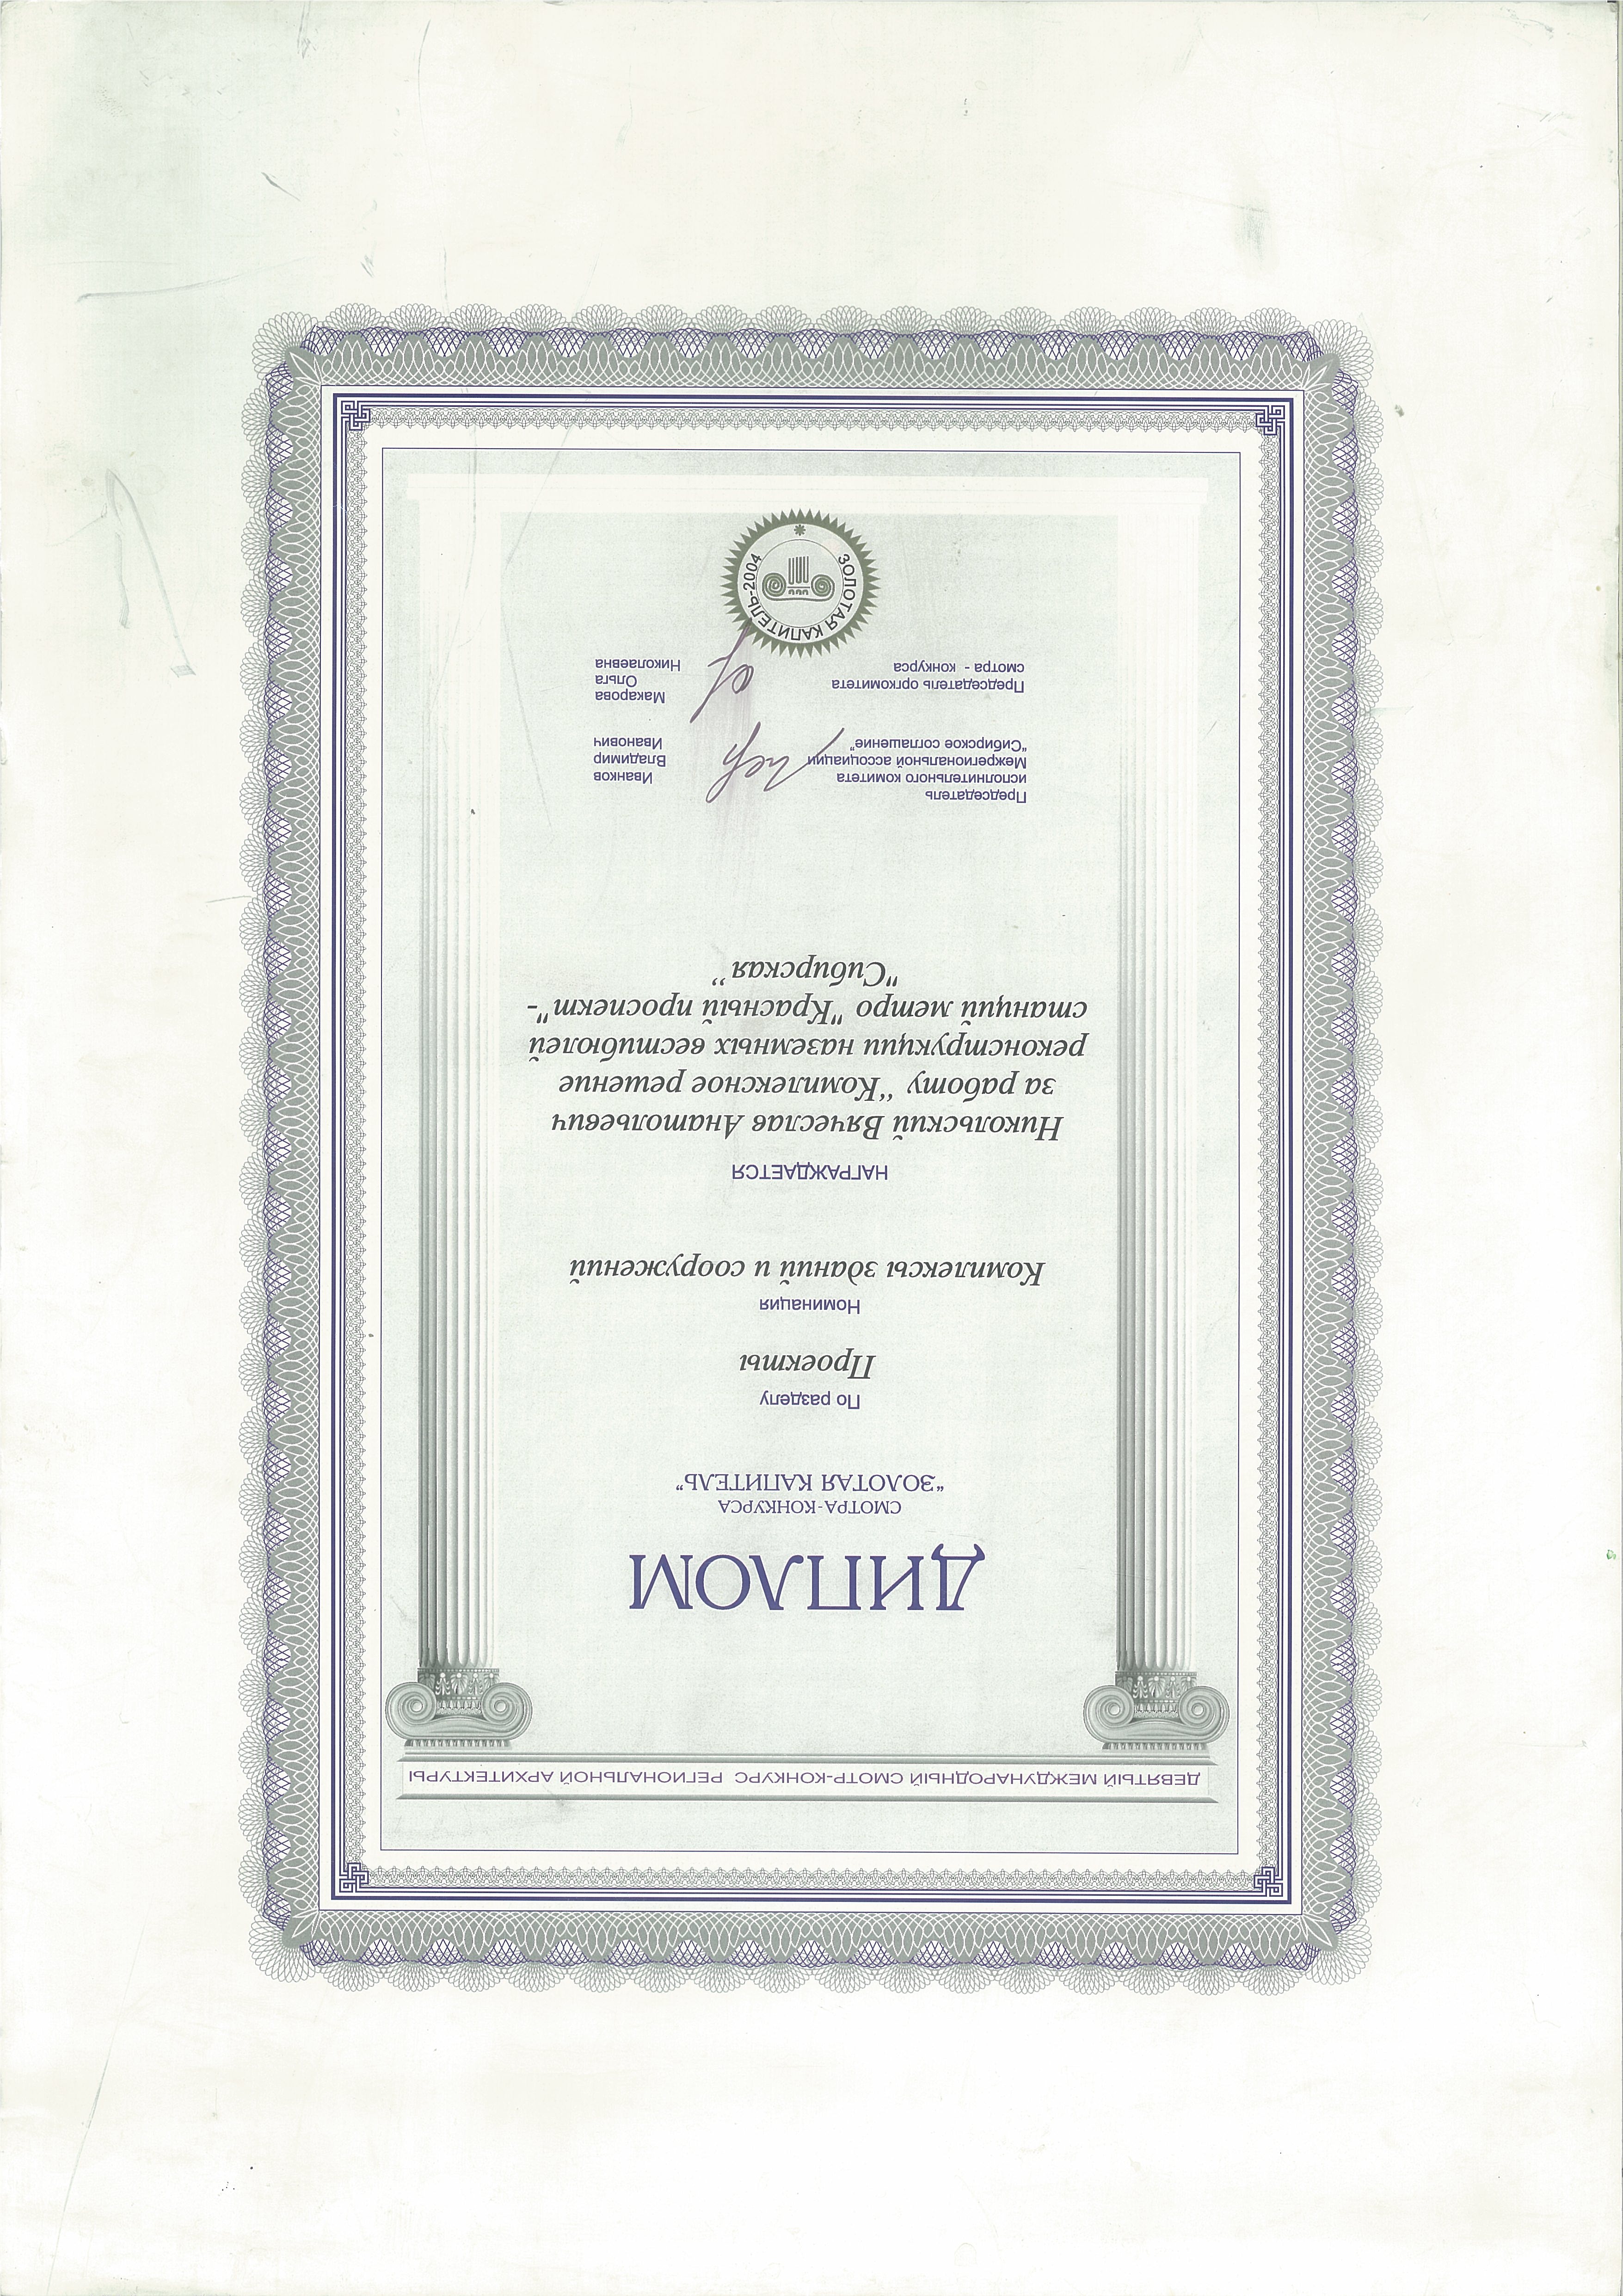 ДЕВЯТЫЙ МЕЖДУНАРОДНЫЙ СМОТР-КОНКУРС РЕГИОНАЛЬНОЙ АРХИТЕКТУРЫ
ДИПЛОМ
СМОТРА-КОНКУРСА
“ЗОЛОТАЯ КАПИТЕЛЬ”
По разделу
Проекты
Номинация
Комплексы зданий и сооружений
НАГРАЖДАЕТСЯ
Никольский Вячеслав Анатольевич
за работу “Комплексное решение
реконструкции наземных вестибюлей
станций метро "Красный проспект"-
"Сибирская”
Председатель
исполнительного комитета
Межрегиональной ассоциации
“Сибирское соглашение”
Иванков
Владимир
Иванович
Председатель оргкомитета
смотра - конкурса
Макарова
Ольга
Николаевна
ЗОЛОТАЯ КАПИТЕЛЬ-2004